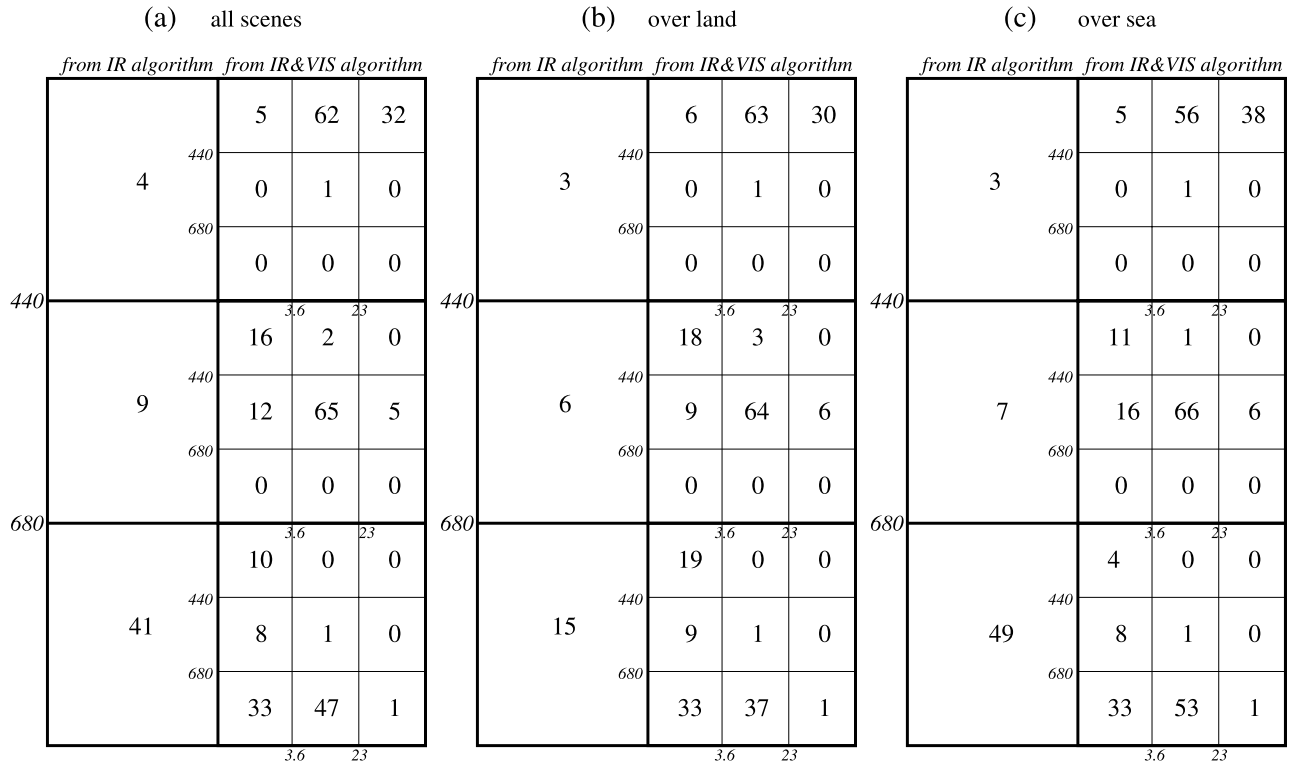 (a) all scenes (b) over land (c) over sea
from IR algorithm from IR&VIS algorithm from IR algorithm from IR&VIS algorithm from IR algorithm from IR&VIS algorithm
5 62 32 6 63 30 5 56 38
440 440 440
4 0 1 0 3 0 1 0 3 0 1 0
680 680 680
0 0 0 0 0 0 0 0 0
440 3.6 23 440 3.6 23 440 3.6 23
16 2 0 18 3 0 11 1 0
440 440 440
9 12 65 5 6 9 64 6 7 16 66 6
680 680 680
0 0 0 0 0 0 0 0 0
680 3.6 23 680 3.6 23 680 3.6 23
10 0 0 19 0 0 4 0 0
440 440 440
41 8 1 0 15 9 1 0 49 8 1 0
680 680 680
33 47 1 33 37 1 33 53 1
3.6 23 3.6 23 3.6 23